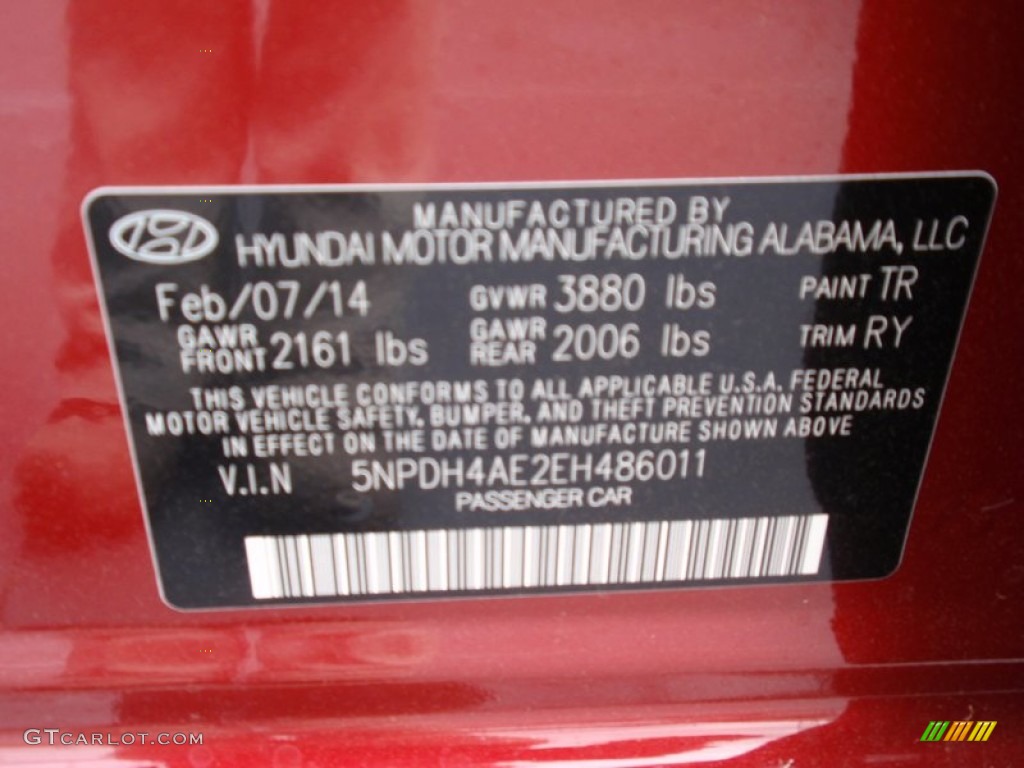 MANUFACTURED BY
HYUNDAI MOTOR MANUFACTURING ALABAMA, LLC
Feb/07/14 GVWR 3880 lbs PAINT TR
GAWR FRONT 2161 lbs GAWR REAR 2006 lbs TRIM RY
THIS VEHICLE CONFORMS TO ALL APPLICABLE U.S.A. FEDERAL
MOTOR VEHICLE SAFETY, BUMPER, AND THEFT PREVENTION STANDARDS
IN EFFECT ON THE DATE OF MANUFACTURE SHOWN ABOVE
V.I.N 5NPDH4AE2EH486011
PASSENGER CAR
GTCARLOT.COM